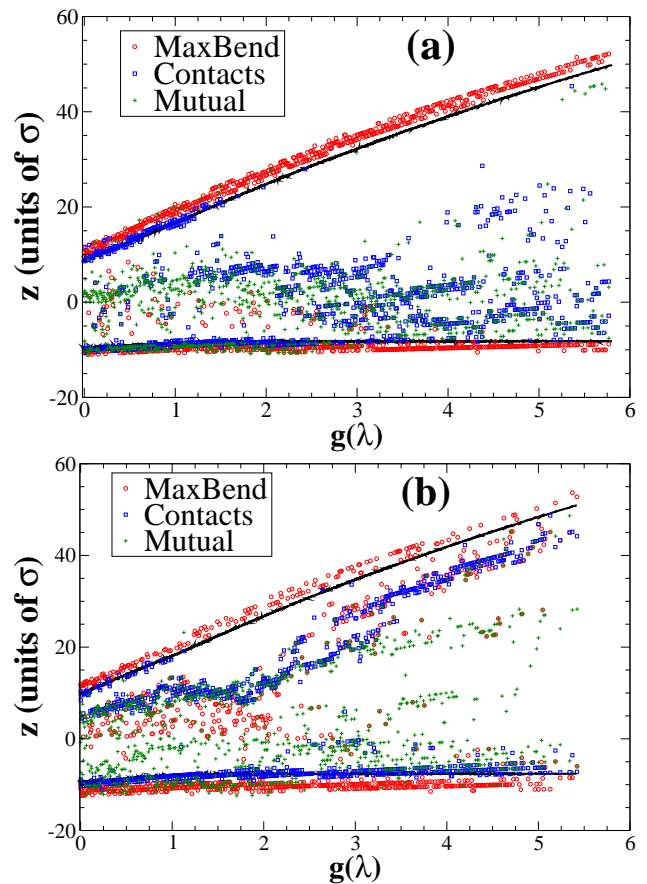 60
(a)
MaxBend
Contacts
Mutual
40
20
0
-20
z (units of σ)
0 1 2 3 4 5 6
g(λ)
60
(b)
MaxBend
Contacts
Mutual
40
20
0
-20
z (units of σ)
0 1 2 3 4 5 6
g(λ)